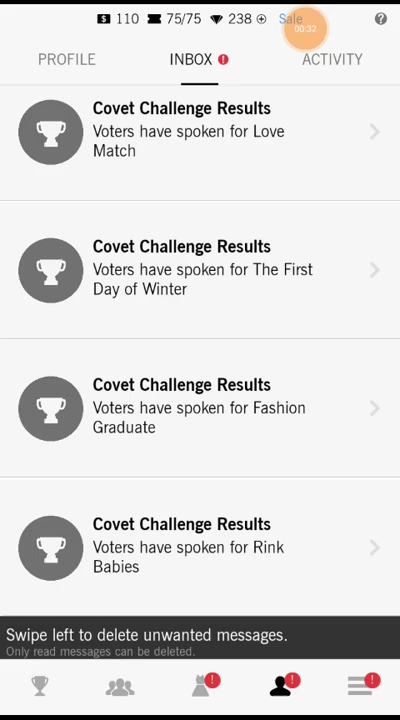 110 75/75 238 Sale 00:32 ?
PROFILE INBOX ! ACTIVITY
Covet Challenge Results
Voters have spoken for Love
Match
Covet Challenge Results
Voters have spoken for The First
Day of Winter
Covet Challenge Results
Voters have spoken for Fashion
Graduate
Covet Challenge Results
Voters have spoken for Rink
Babies
Swipe left to delete unwanted messages.
Only read messages can be deleted.
! ! !